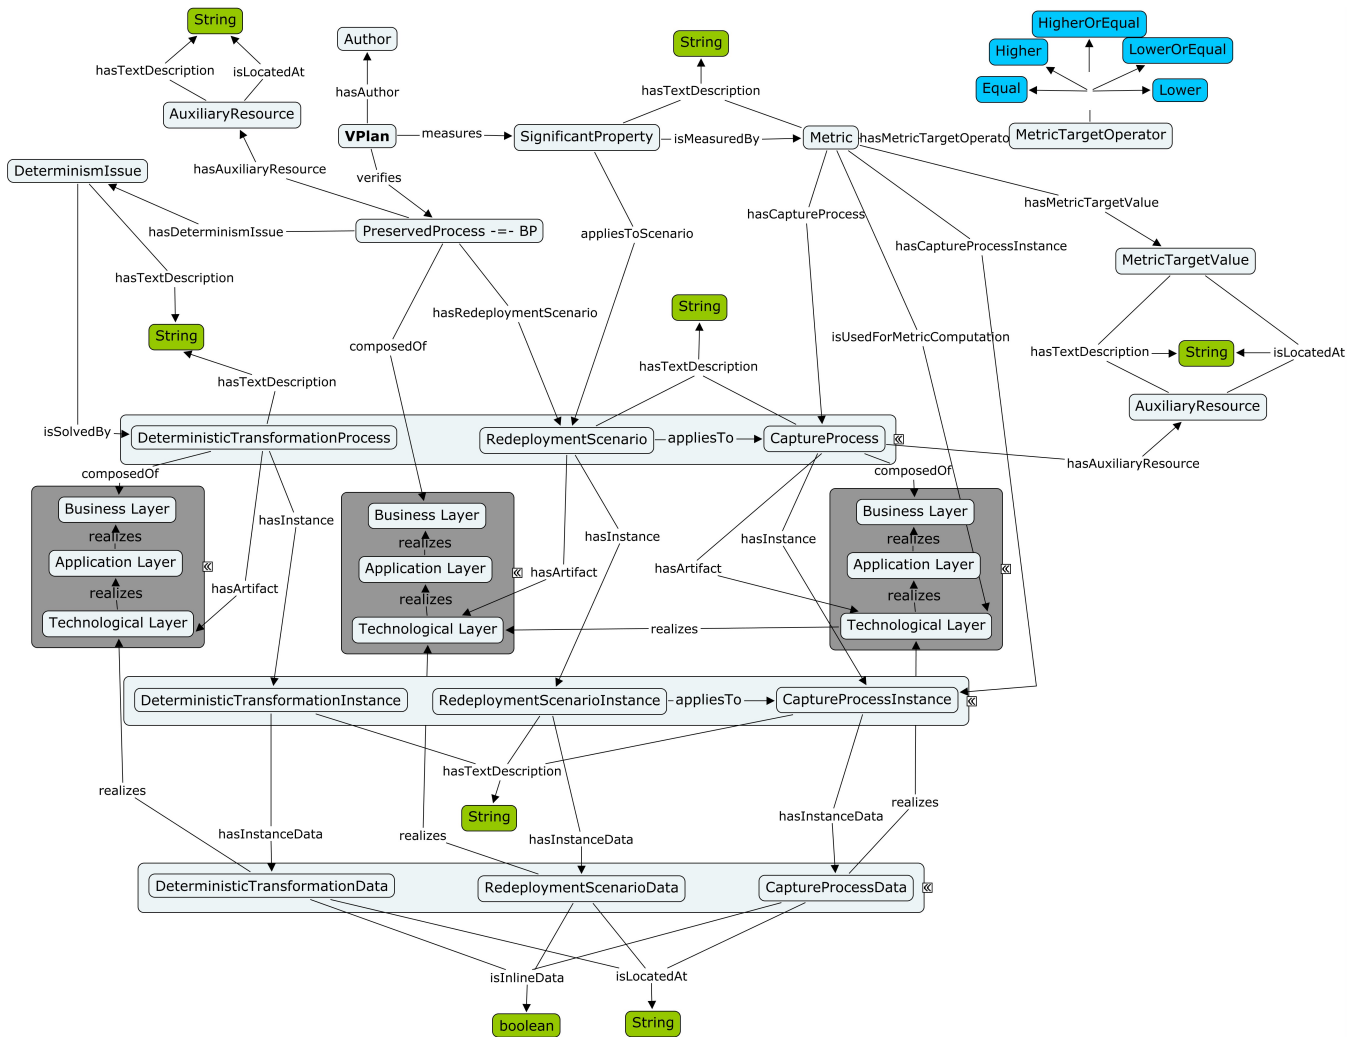 String
Author
String
HigherOrEqual
Higher
LowerOrEqual
hasTextDescription
isLocatedAt
hasAuthor
hasTextDescription
Equal
Lower
AuxiliaryResource
VPlan
measures
SignificantProperty
isMeasuredBy
Metric
hasMetricTargetOperato
MetricTargetOperator
DeterminismIssue
hasAuxiliaryResource
verifies
hasCaptureProcess
hasMetricTargetValue
hasDeterminismIssue
PreservedProcess -=- BP
appliesToScenario
hasCaptureProcessInstance
MetricTargetValue
hasTextDescription
String
hasRedeploymentScenario
String
isUsedForMetricComputation
composedOf
hasTextDescription
hasTextDescription
hasTextDescription
String
isLocatedAt
isSolvedBy
DeterministicTransformationProcess
RedeploymentScenario
appliesTo
CaptureProcess
AuxiliaryResource
composedOf
composedOf
hasAuxiliaryResource
Business Layer
realizes
Application Layer
realizes
Technological Layer
hasInstance
hasArtifact
Business Layer
realizes
Application Layer
realizes
Technological Layer
hasArtifact
hasInstance
hasArtifact
hasInstance
realizes
Business Layer
realizes
Application Layer
realizes
Technological Layer
DeterministicTransformationInstance
RedeploymentScenarioInstance
appliesTo
CaptureProcessInstance
hasTextDescription
realizes
String
realizes
hasInstanceData
realizes
hasInstanceData
hasInstanceData
DeterministicTransformationData
RedeploymentScenarioData
CaptureProcessData
isInlineData
isLocatedAt
boolean
String